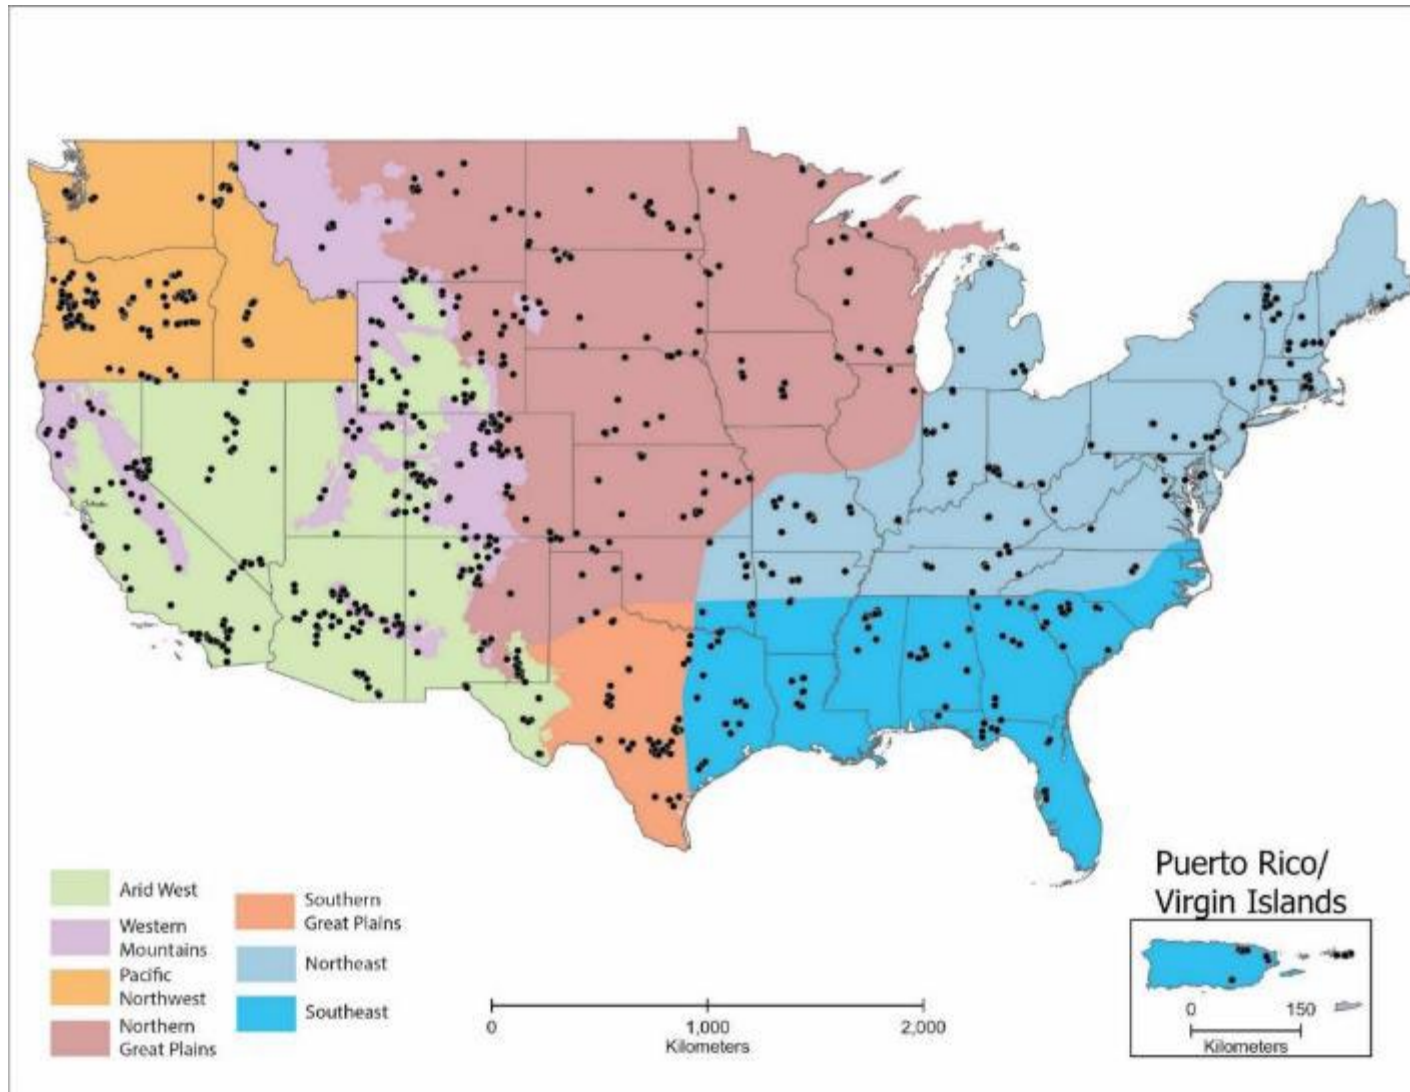 Arid West
Western
Mountains
Pacific
Northwest
Northern
Great Plains
Southern
Great Plains
Northeast
Southeast
0
1,000
2,000
Kilometers
Puerto Rico/
Virgin Islands
0
150
Kilometers